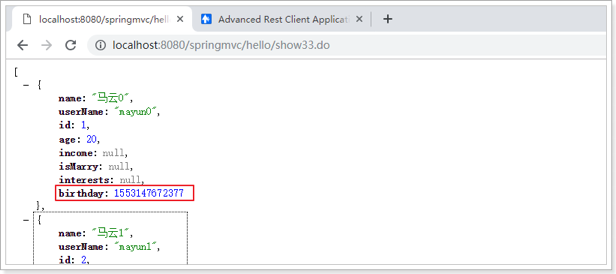 localhost:8080/springmvc/hell
Advanced Rest Client Applicat
localhost:8080/springmvc/hello/show33.do
[
{
name: "马云0",
userName: "mayun0",
id: 1,
age: 20,
income: null,
isMarry: null,
interests: null,
birthday: 1553147672377
},
{
name: "马云1",
userName: "mayun1",
id: 2,